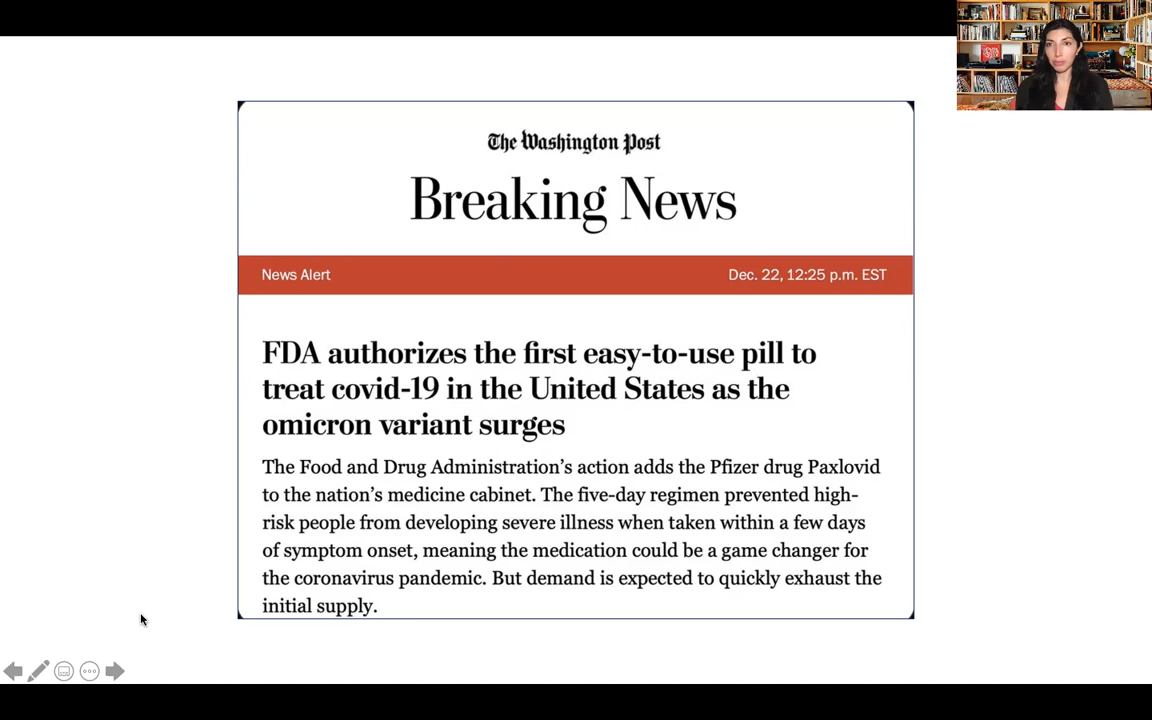 The Washington Post
Breaking News
News Alert
Dec. 22, 12:25 p.m. EST
FDA authorizes the first easy-to-use pill to
treat covid-19 in the United States as the
omicron variant surges
The Food and Drug Administration’s action adds the Pfizer drug Paxlovid
to the nation’s medicine cabinet. The five-day regimen prevented high-
risk people from developing severe illness when taken within a few days
of symptom onset, meaning the medication could be a game changer for
the coronavirus pandemic. But demand is expected to quickly exhaust the
initial supply.